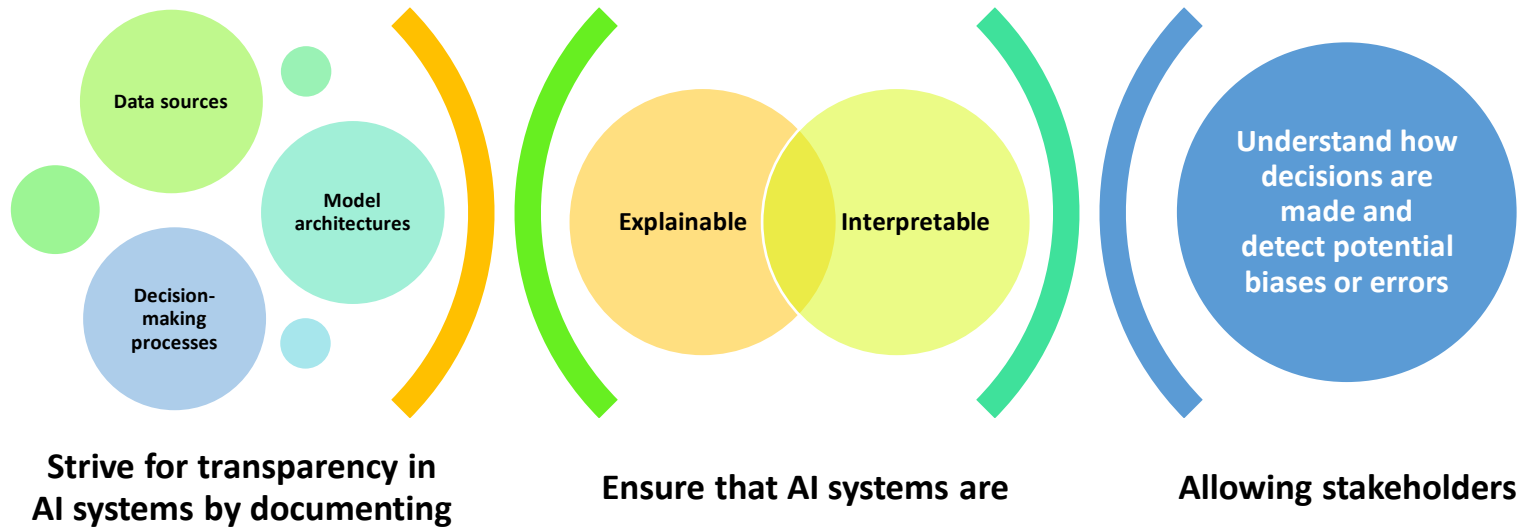 Data sources
Model
architectures
Decision-
making
processes
Strive for transparency in
AI systems by documenting
Explainable
Interpretable
Ensure that AI systems are
Understand how
decisions are
made and
detect potential
biases or errors
Allowing stakeholders